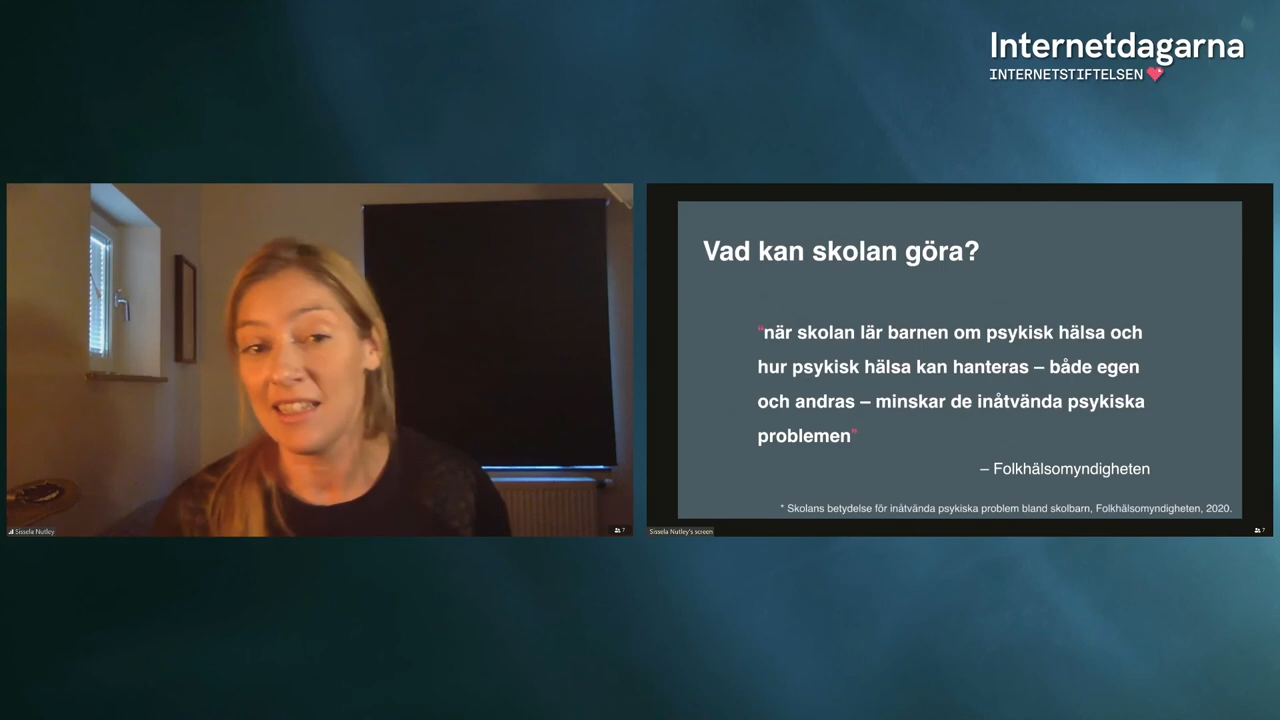 Internetdagarna
INTERNETSTIFTELSEN
Vad kan skolan göra?
"när skolan lär barnen om psykisk hälsa och
hur psykisk hälsa kan hanteras – både egen
och andras – minskar de inåtvända psykiska
problemen"
– Folkhälsomyndigheten
* Skolans betydelse för inåtvända psykiska problem bland skolbarn, Folkhälsomyndigheten, 2020.
Sissela Nutley
7
Sissela Nutley's screen
7